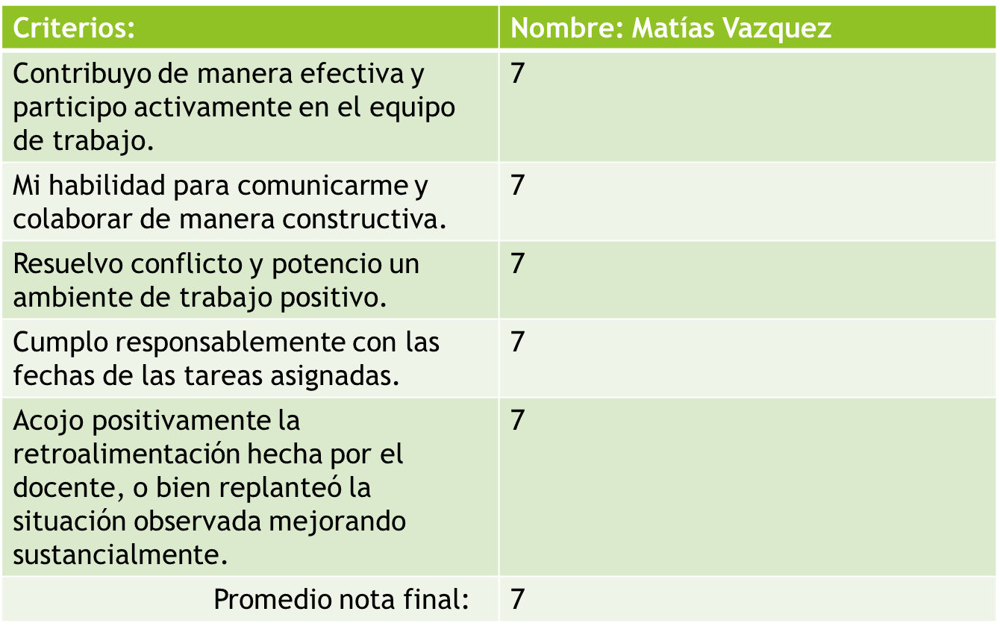 Criterios:
Nombre: Matías Vazquez
Contribuyo de manera efectiva y
participo activamente en el equipo
de trabajo.
7
Mi habilidad para comunicarme y
colaborar de manera constructiva.
7
Resuelvo conflicto y potencio un
ambiente de trabajo positivo.
7
Cumplo responsablemente con las
fechas de las tareas asignadas.
7
Acojo positivamente la
retroalimentación hecha por el
docente, o bien replanteó la
situación observada mejorando
sustancialmente.
7
Promedio nota final:
7